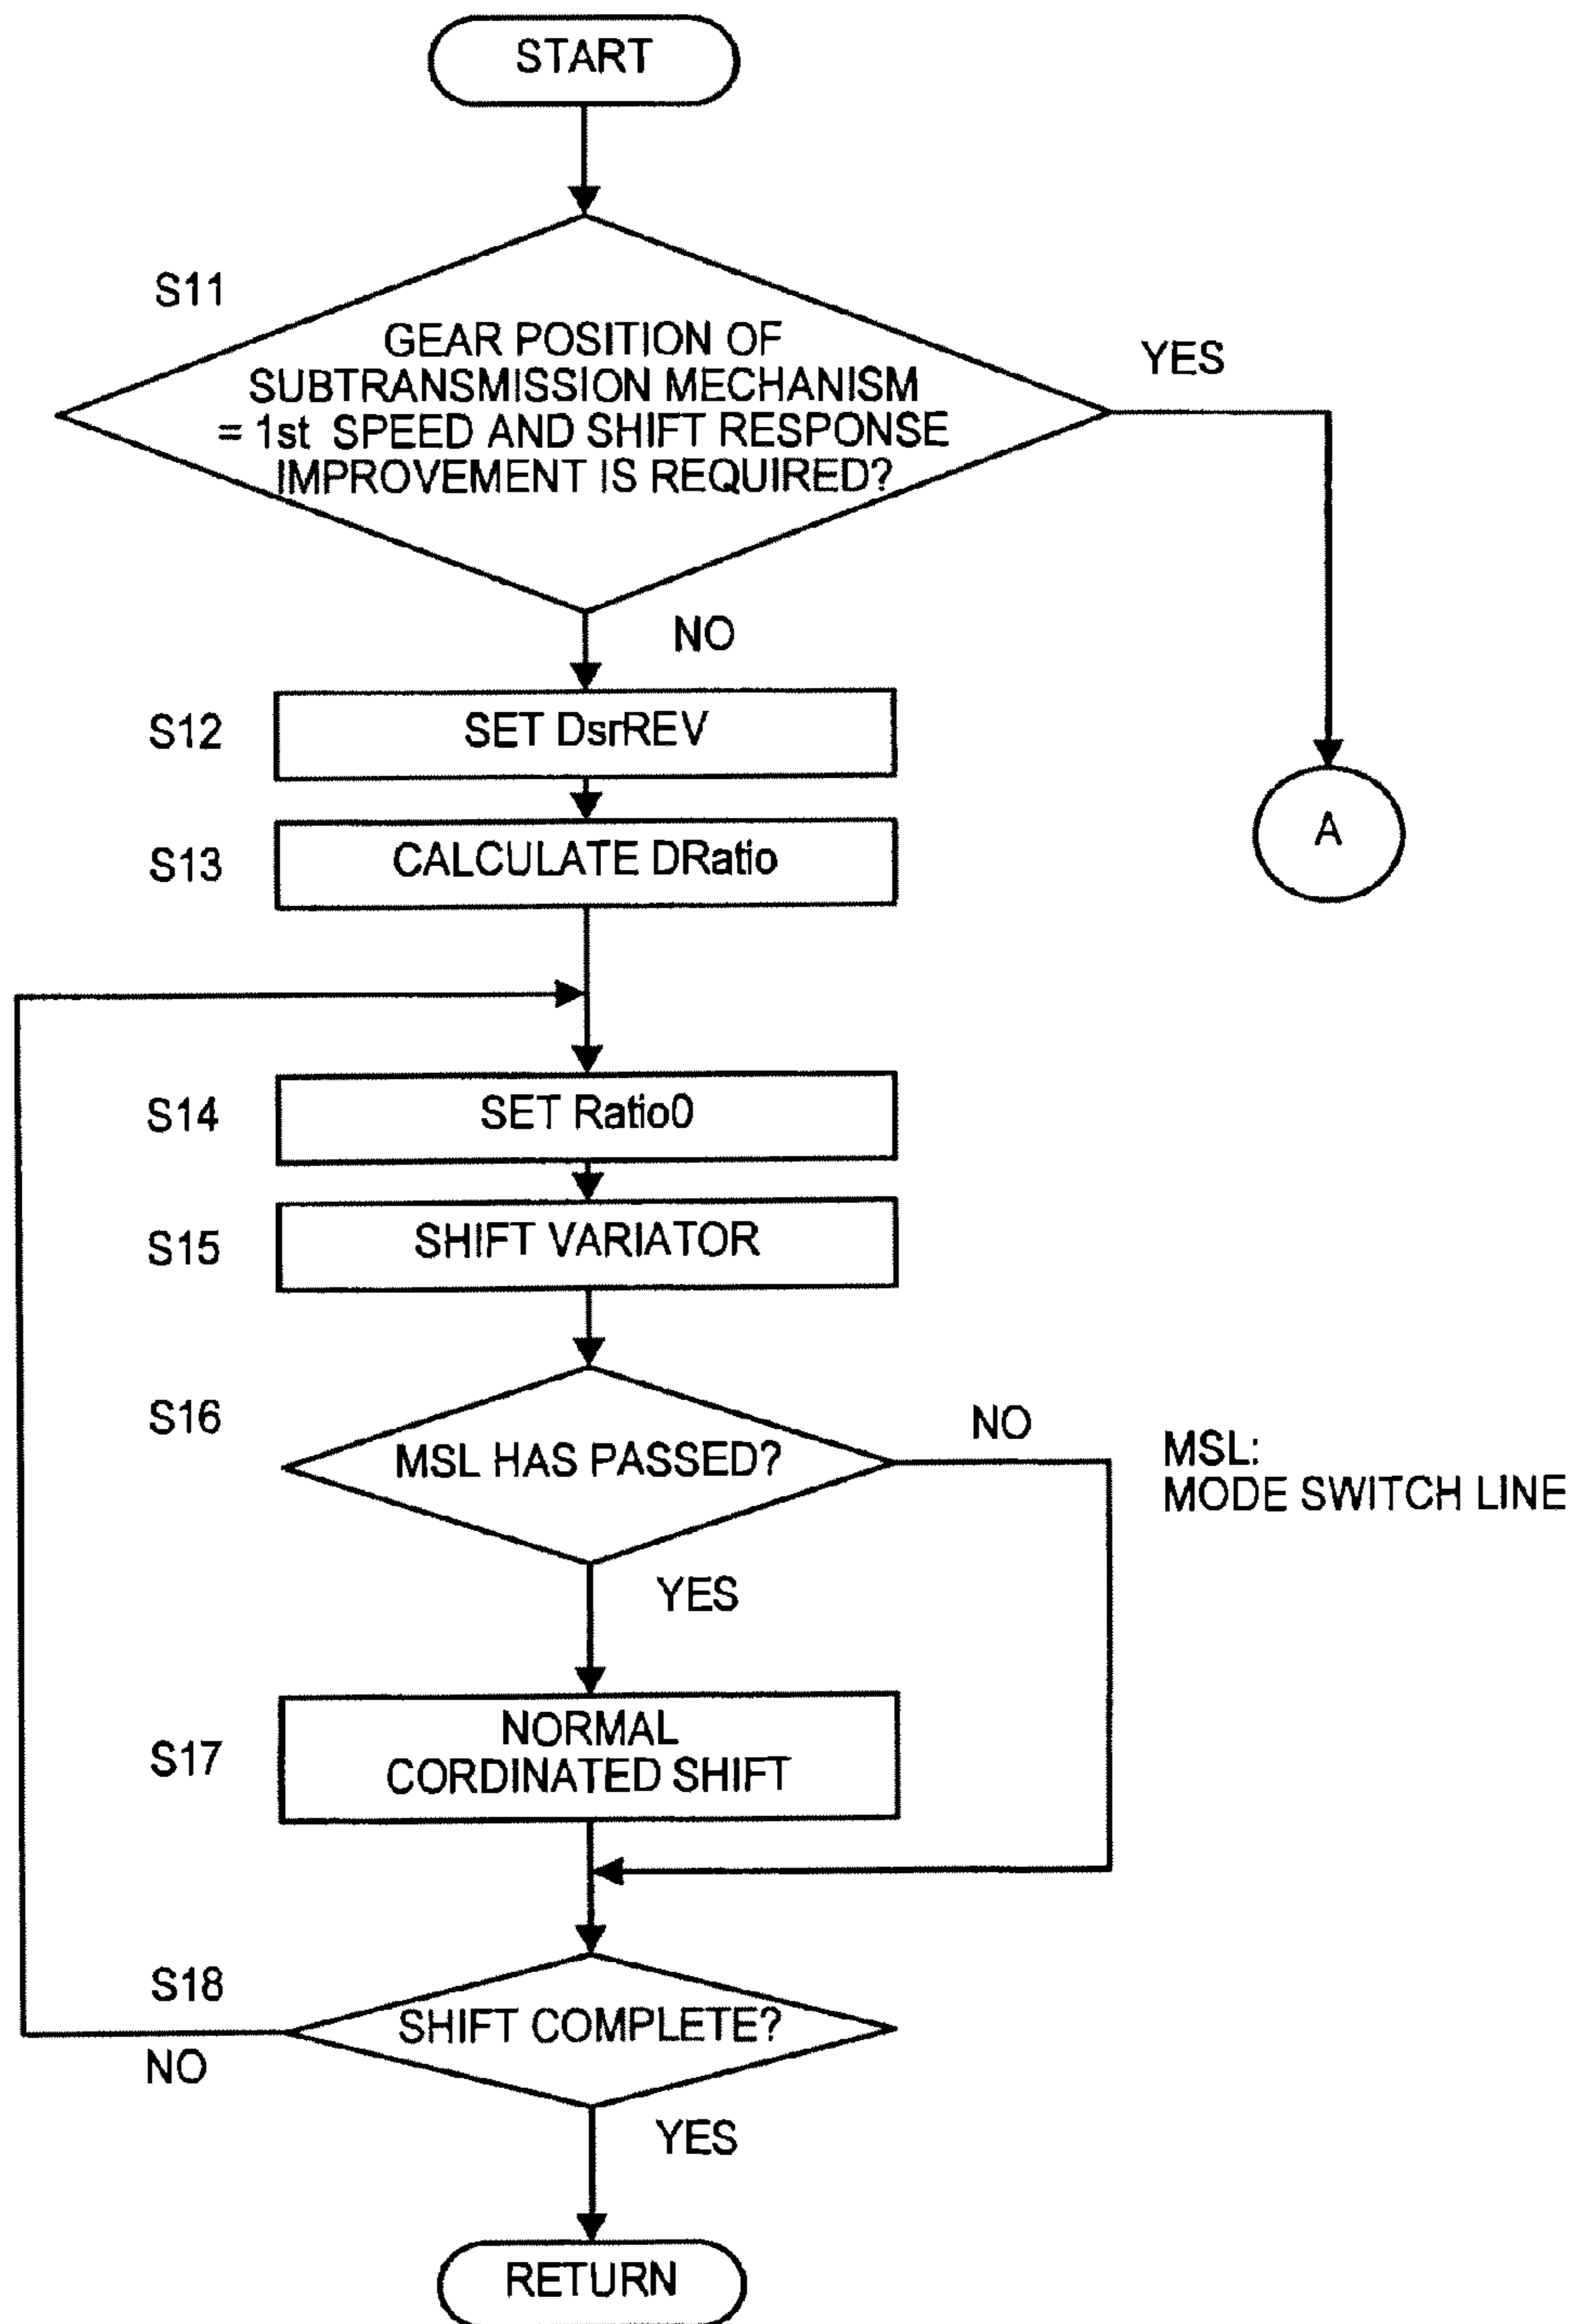 START
S11
GEAR POSITION OF
SUBTRANSMISSION MECHANISM
= 1st SPEED AND SHIFT RESPONSE
IMPROVEMENT IS REQUIRED?
YES
NO
S12
SET DsrREV
S13
CALCULATE DRatio
A
S14
SET Ratio0
S15
SHIFT VARIATOR
S16
MSL HAS PASSED?
NO
MSL:
MODE SWITCH LINE
YES
S17
NORMAL
CORDINATED SHIFT
S18
SHIFT COMPLETE?
NO
YES
RETURN